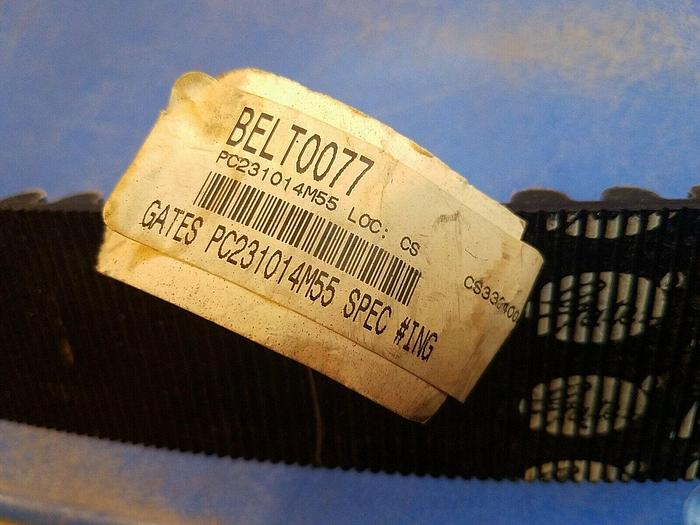 BELT0077
PC231014M55 LOC: CS
GATES PC231014M55 SPEC #ING